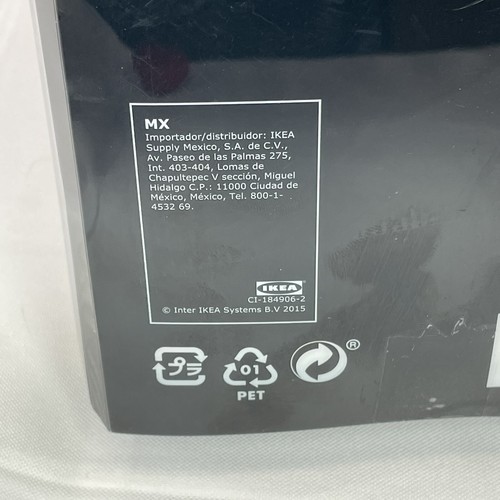 MX
Importador/distribuidor: IKEA
Supply Mexico, S.A. de C.V.,
Av. Paseo de las Palmas 275,
Int. 403-404, Lomas de
Chapultepec V sección, Miguel
Hidalgo C.P.: 11000 Ciudad de
México, México, Tel. 800-1-
4532 69.
IKEA
CI-184906-2
© Inter IKEA Systems B.V 2015
プラ
01
PET
®